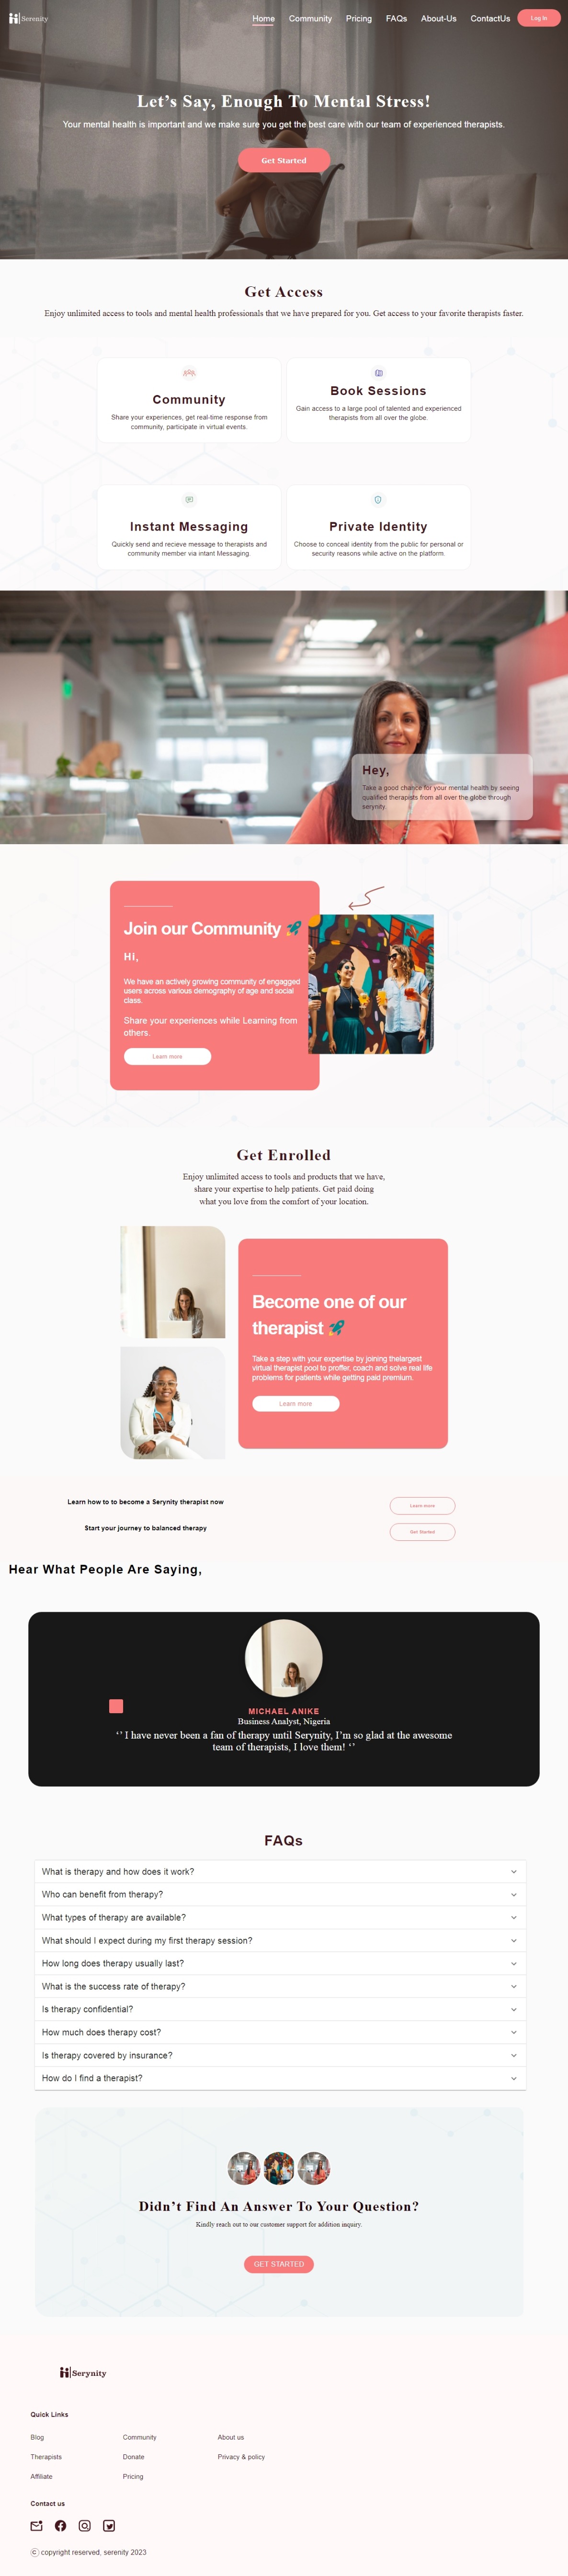 Serenity
Home Community Pricing FAQs About-Us ContactUs Log In
Let's Say, Enough To Mental Stress!
Your mental health is important and we make sure you get the best care with our team of experienced therapists.
Get Started
Get Access
Enjoy unlimited access to tools and mental health professionals that we have prepared for you. Get access to your favorite therapists faster.
Community
Share your experiences, get real-time response from
community, participate in virtual events.
Book Sessions
Gain access to a large pool of talented and experienced
therapists from all over the globe.
Instant Messaging
Quickly send and recieve message to therapists and
community member via intant Messaging.
Private Identity
Choose to conceal identity from the public for personal or
security reasons while active on the platform.
Hey,
Take a good chance for your mental health by seeing
qualified therapists from all over the globe through
serynity.
Join our Community 🚀
Hi,
We have an actively growing community of engaged
users across various demography of age and social
class.
Share your experiences while Learning from
others.
Learn more
Get Enrolled
Enjoy unlimited access to tools and products that we have,
share your expertise to help patients. Get paid doing
what you love from the comfort of your location.
Become one of our
therapist 🚀
Take a step with your expertise by joining thelargest
virtual therapist pool to proffer, coach and solve real life
problems for patients while getting paid premium.
Learn more
Learn how to to become a Serynity therapist now
Learn more
Start your journey to balanced therapy
Get Started
Hear What People Are Saying,
MICHAEL ANIKE
Business Analyst, Nigeria
‘’ I have never been a fan of therapy until Serynity, I'm so glad at the awesome
team of therapists, I love them! ‘’
FAQs
What is therapy and how does it work?
Who can benefit from therapy?
What types of therapy are available?
What should I expect during my first therapy session?
How long does therapy usually last?
What is the success rate of therapy?
Is therapy confidential?
How much does therapy cost?
Is therapy covered by insurance?
How do I find a therapist?
Didn't Find An Answer To Your Question?
Kindly reach out to our customer support for addition inquiry.
GET STARTED
Serynity
Quick Links
Blog Community About us
Therapists Donate Privacy & policy
Affiliate Pricing
Contact us
© copyright reserved, serenity 2023